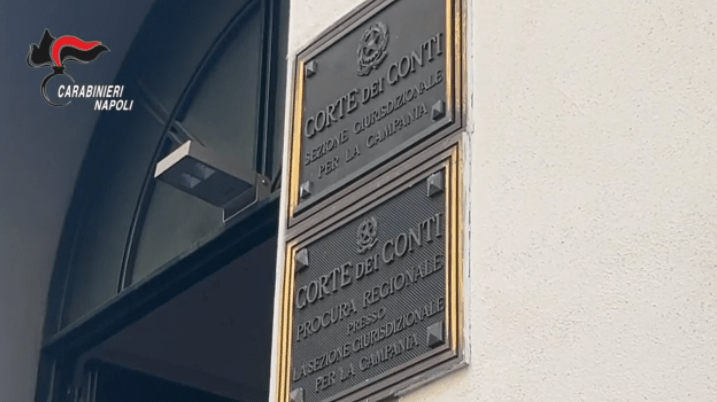 CARABINIERI
NAPOLI
CORTE DEI CONTI
SEZIONE GIURISDIZIONALE
PER LA CAMPANIA
CORTE DEI CONTI
PROCURA REGIONALE
PRESSO
LA SEZIONE GIURISDIZIONALE
PER LA CAMPANIA